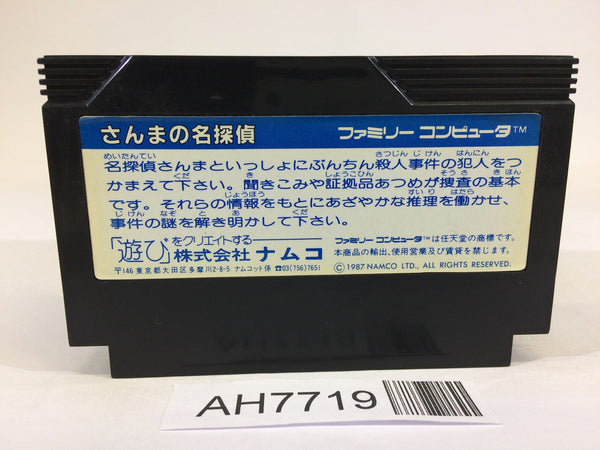 さんまの名探偵
ファミリー コンピュータ™
めいたんてい さつじん じ けん はんにん
名探偵さんまといっしょにぶんちん殺人事件の犯人をつ
くだ き しょうこひん そう さ き ほん
かまえて下さい。聞きこみや証拠品あつめが捜査の基本
じょうほう すい り はたら
です。それらの情報をもとにあざやかな推理を働かせ、
じ けん なぞ と あ くだ
事件の謎を解き明かして下さい。
「遊び」をクリエイトする
株式会社 ナムコ
〒146 東京都大田区多摩川2-8-5 ナムコット係 ☎03(756)7651
ファミリー コンピュータ™は任天堂の商標です。
本商品の輸出、使用営業及び賃貸を禁じます。
©1987 NAMCO LTD., ALL RIGHTS RESERVED.
AH7719